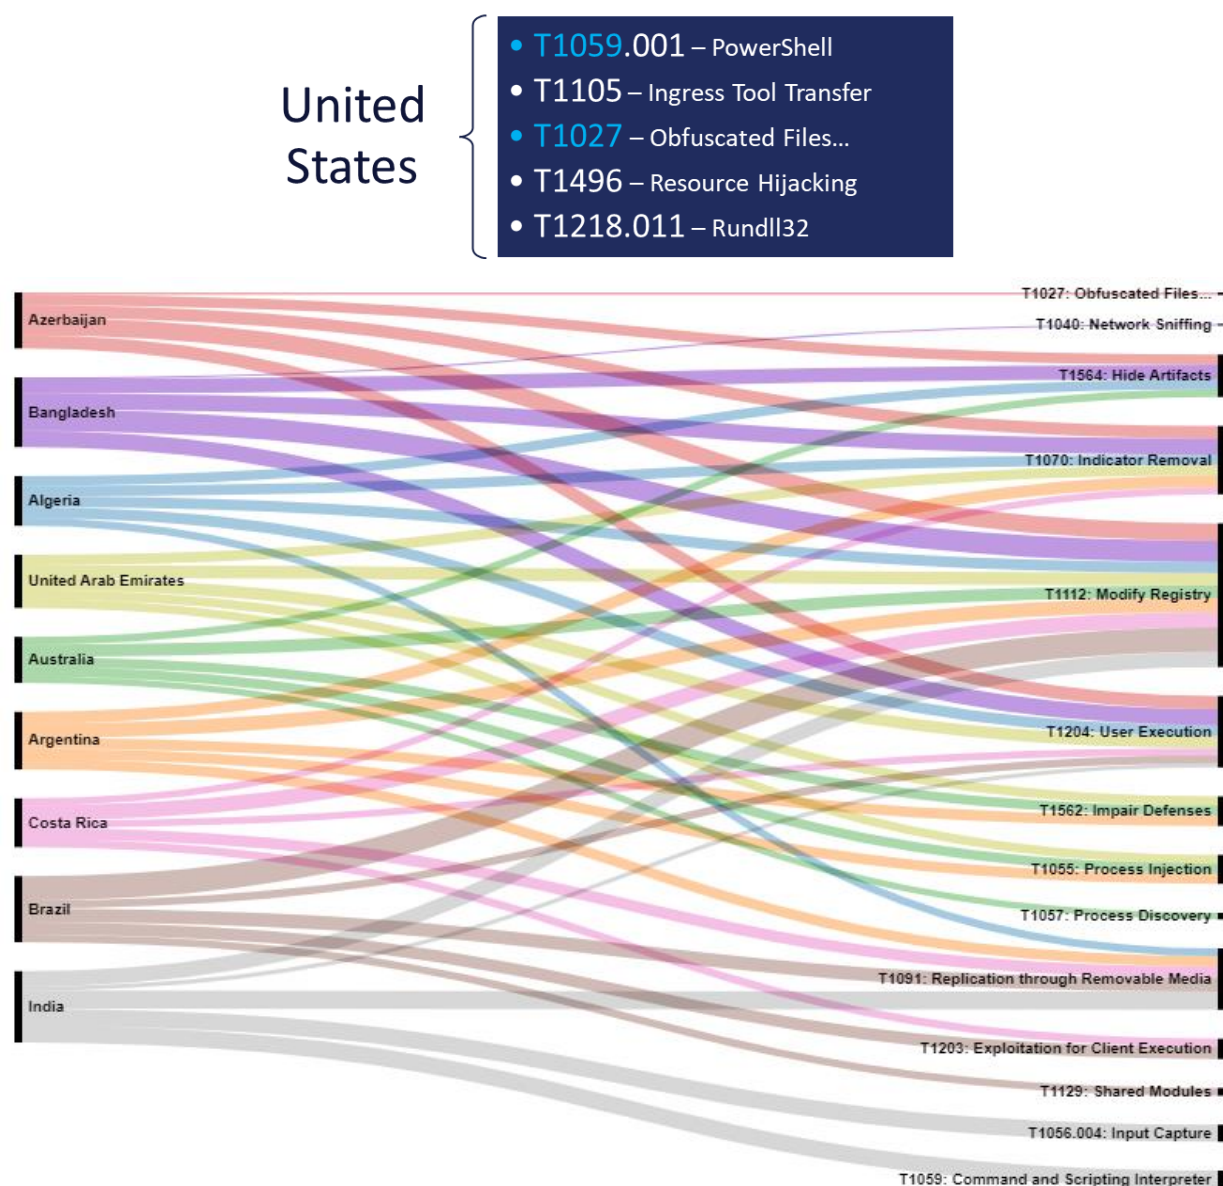 United
States
• T1059.001 – PowerShell
• T1105 – Ingress Tool Transfer
• T1027 – Obfuscated Files...
• T1496 – Resource Hijacking
• T1218.011 – Rundll32
Azerbaijan
Bangladesh
Algeria
United Arab Emirates
Australia
Argentina
Costa Rica
Brazil
India
T1027: Obfuscated Files...
T1040: Network Sniffing
T1564: Hide Artifacts
T1070: Indicator Removal
T1112: Modify Registry
T1204: User Execution
T1562: Impair Defenses
T1055: Process Injection
T1057: Process Discovery
T1091: Replication through Removable Media
T1203: Exploitation for Client Execution
T1129: Shared Modules
T1056.004: Input Capture
T1059: Command and Scripting Interpreter